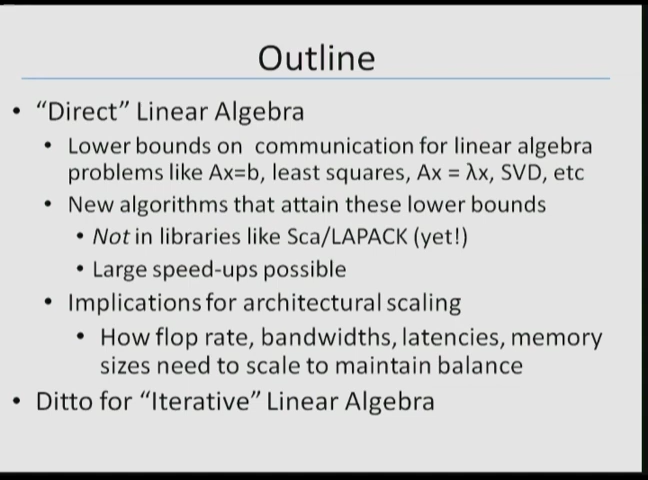 Outline
• “Direct” Linear Algebra
• Lower bounds on communication for linear algebra
problems like Ax=b, least squares, Ax = λx, SVD, etc
• New algorithms that attain these lower bounds
• Not in libraries like Sca/LAPACK (yet!)
• Large speed-ups possible
• Implications for architectural scaling
• How flop rate, bandwidths, latencies, memory
sizes need to scale to maintain balance
• Ditto for “Iterative” Linear Algebra